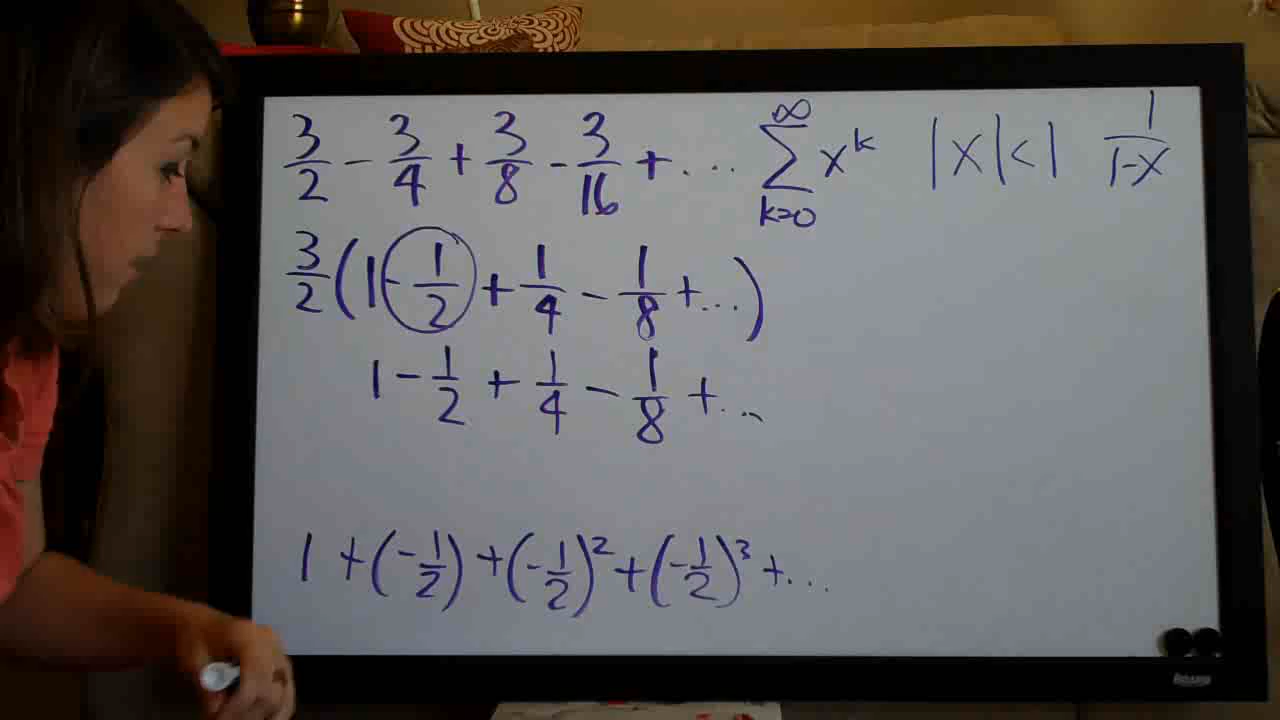 3/2 - 3/4 + 3/8 - 3/16 + ... ∞∑k=0 x^k |x|<1 1/(1-x)
3/2 (1 - 1/2 + 1/4 - 1/8 + ...)
1 - 1/2 + 1/4 - 1/8 + ...
1 + (-1/2) + (-1/2)^2 + (-1/2)^3 + ...